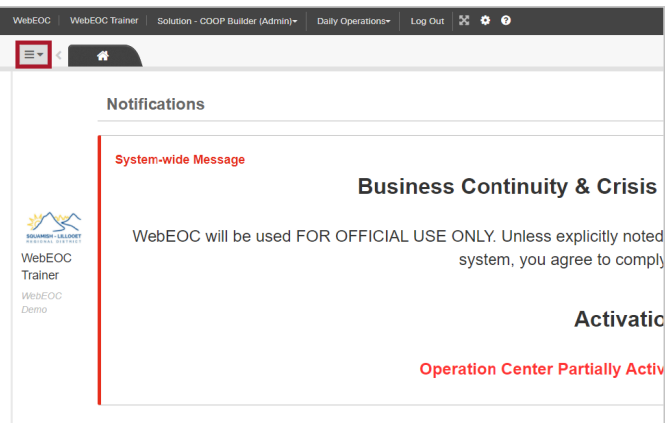 WebEOC WebEOC Trainer Solution - COOP Builder (Admin) Daily Operations Log Out
Notifications
System-wide Message
Business Continuity & Crisis
WebEOC will be used FOR OFFICIAL USE ONLY. Unless explicitly noted
system, you agree to comply
Activatio
Operation Center Partially Activ
SQUAMISH - LILLOOET
REGIONAL DISTRICT
WebEOC
Trainer
WebEOC
Demo